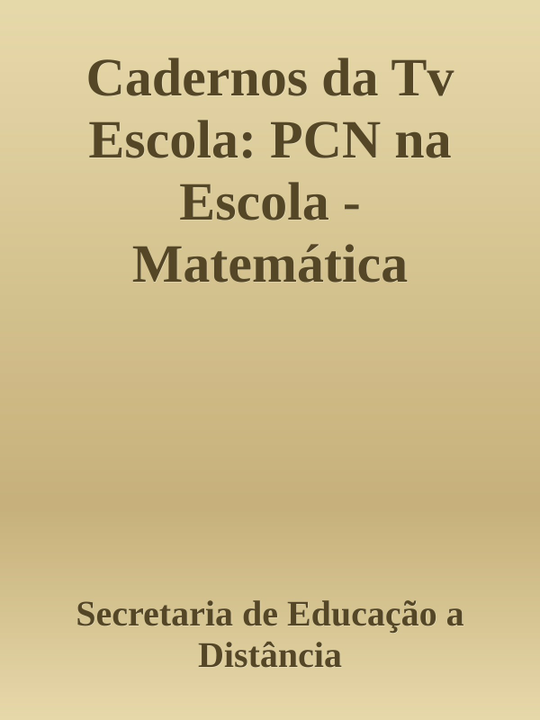 Cadernos da Tv
Escola: PCN na
Escola -
Matemática
Secretaria de Educação a
Distância